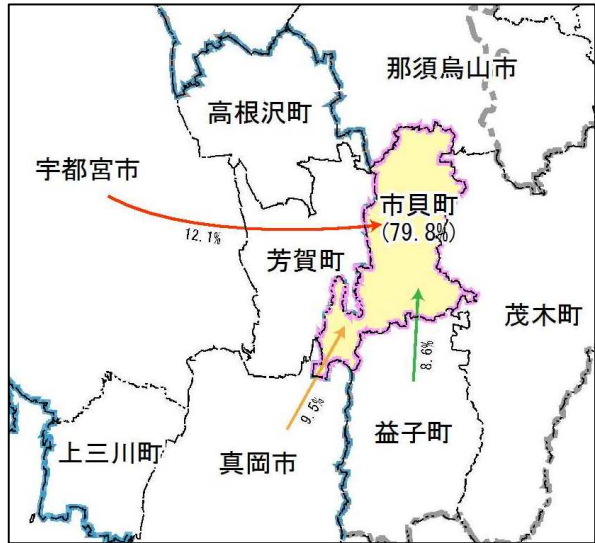 那須烏山市
高根沢町
宇都宮市
市貝町
(79.8%)
12.1%
芳賀町
茂木町
8.6%
9.5%
益子町
上三川町
真岡市